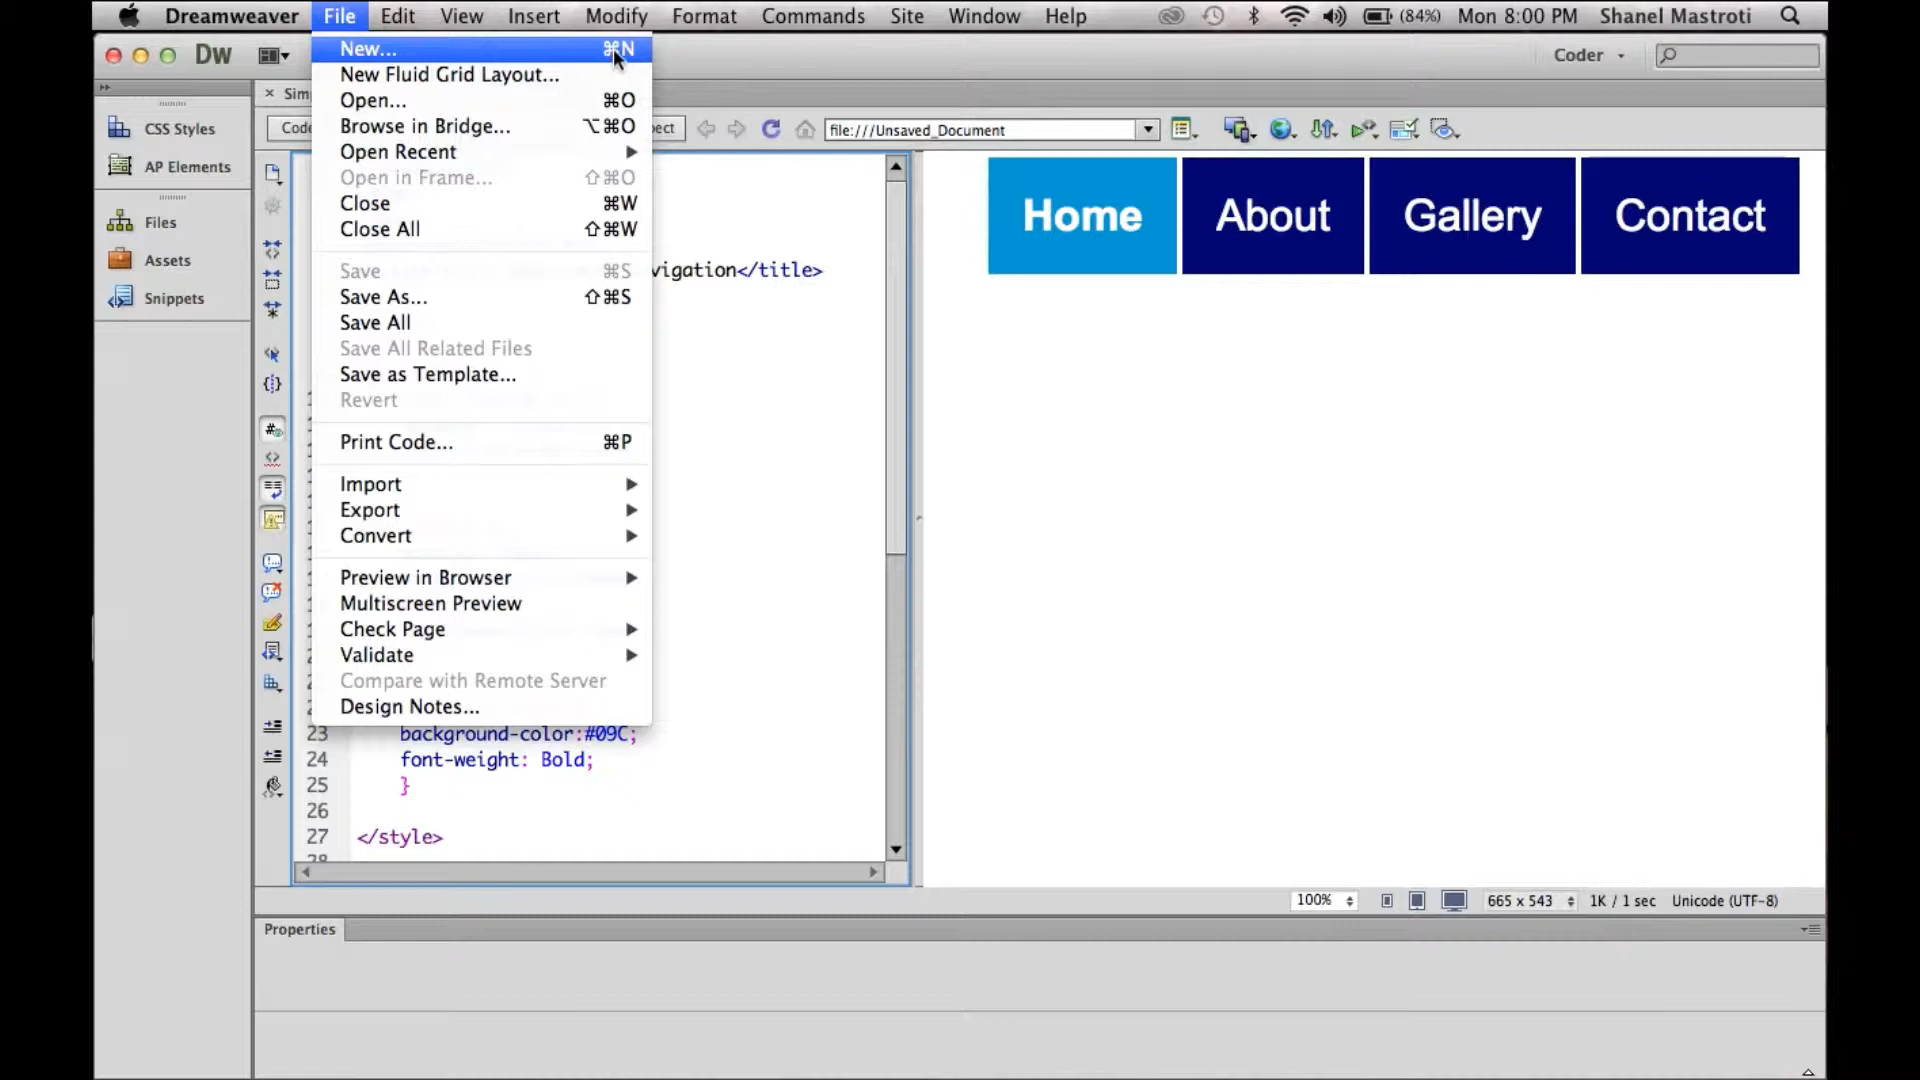 Dreamweaver File Edit View Insert Modify Format Commands Site Window Help (84%) Mon 8:00 PM Shanel Mastroti
DW Coder
New... ⌘N
New Fluid Grid Layout...
Open... ⌘O
Browse in Bridge... ⌥⌘O
Open Recent
Open in Frame... ⇧⌘O
Close ⌘W
Close All ⇧⌘W
Save ⌘S
Save As... ⇧⌘S
Save All
Save All Related Files
Save as Template...
Revert
Print Code... ⌘P
Import
Export
Convert
Preview in Browser
Multiscreen Preview
Check Page
Validate
Compare with Remote Server
Design Notes...
CSS Styles
AP Elements
Files
Assets
Snippets
file:///Unsaved_Document
vigation</title>
23 background-color:#09C;
24 font-weight: Bold;
25 }
26
27 </style>
28
Home About Gallery Contact
100% 665 x 543 1K / 1 sec Unicode (UTF-8)
Properties